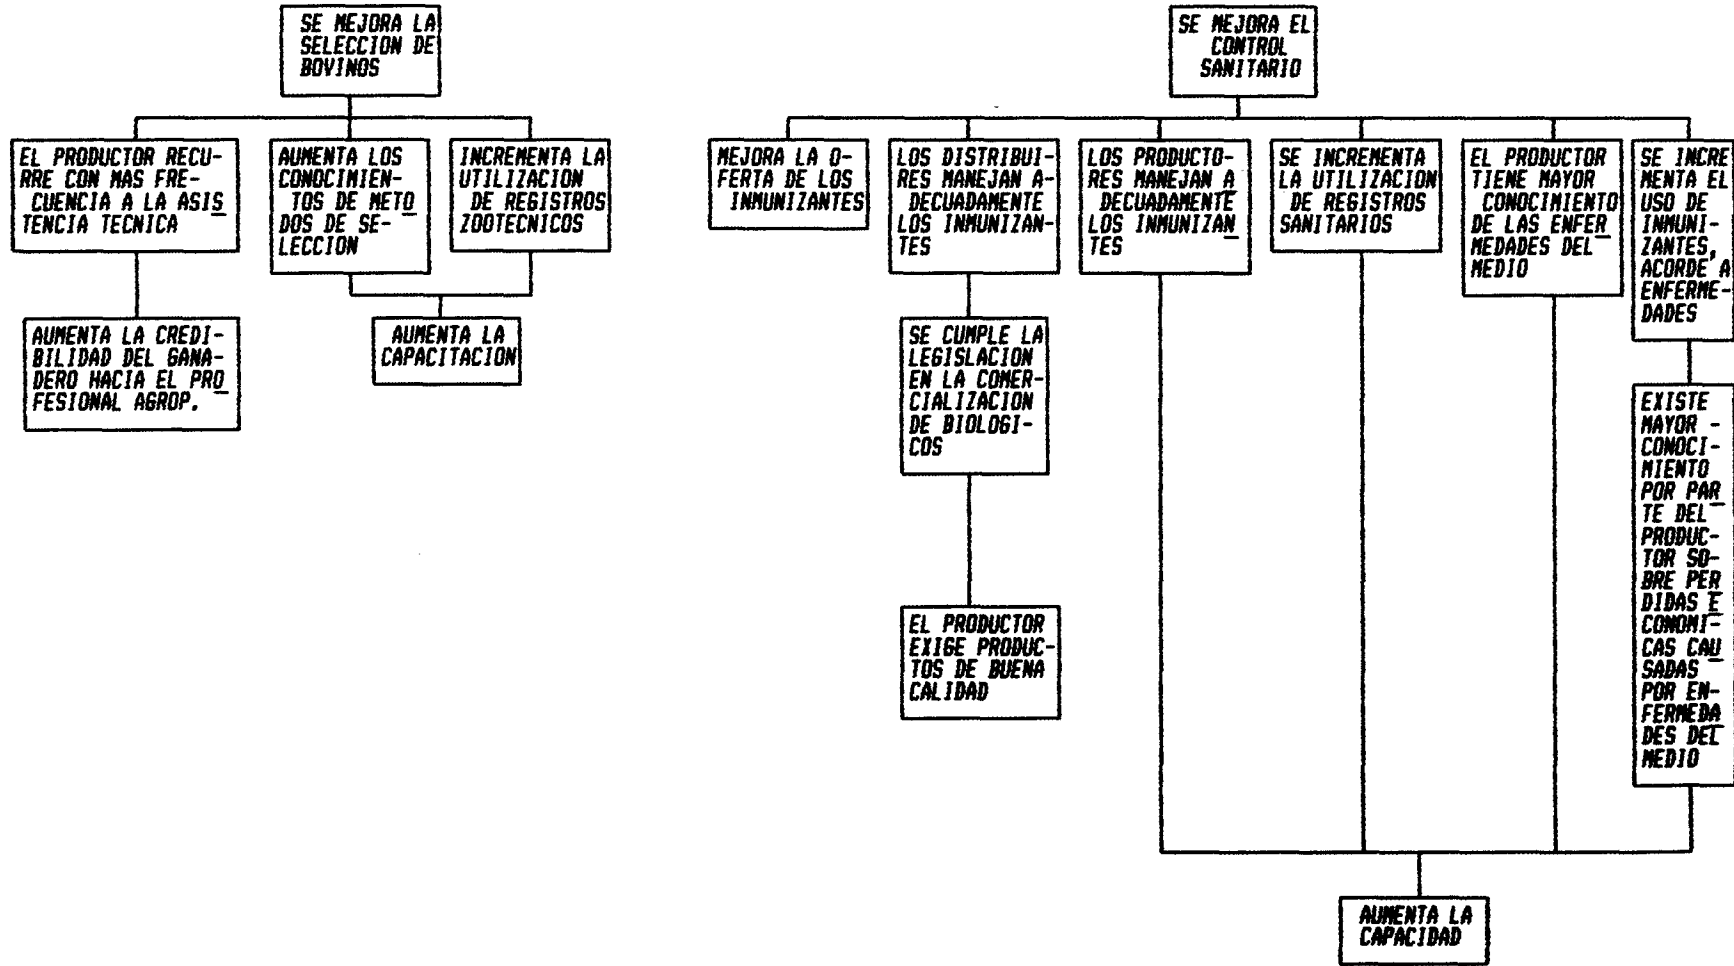 SE MEJORA LA
SELECCION DE
BOVINOS
SE MEJORA EL
CONTROL
SANITARIO
EL PRODUCTOR RECU-
RRE CON MAS FRE-
CUENCIA A LA ASIS
TENCIA TECNICA
AUMENTA LOS
CONOCIMIEN-
TOS DE METO
DOS DE SE-
LECCION
INCREMENTA LA
UTILIZACION
DE REGISTROS
ZOOTECNICOS
MEJORA LA O-
FERTA DE LOS
INMUNIZANTES
LOS DISTRIBUI-
RES MANEJAN A-
DECUADAMENTE
LOS INMUNIZAN-
TES
LOS PRODUCTO-
RES MANEJAN A
DECUADAMENTE
LOS INMUNIZAN
TES
SE INCREMENTA
LA UTILIZACION
DE REGISTROS
SANITARIOS
EL PRODUCTOR
TIENE MAYOR
CONOCIMIENTO
DE LAS ENFER
MEDADES DEL
MEDIO
SE INCRE
MENTA EL
USO DE
INMUNI-
ZANTES,
ACORDE A
ENFERME-
DADES
AUMENTA LA CREDI-
BILIDAD DEL GANA-
DERO HACIA EL PRO
FESIONAL AGROP.
AUMENTA LA
CAPACITACION
SE CUMPLE LA
LEGISLACION
EN LA COMER-
CIALIZACION
DE BIOLOGI-
COS
EXISTE
MAYOR -
CONOCI-
MIENTO
POR PAR
TE DEL
PRODUC-
TOR SO-
BRE PER
DIDAS E
CONOMI-
CAS CAU
SADAS
POR EN-
FERMEDA
DES DEL
MEDIO
EL PRODUCTOR
EXIGE PRODUC-
TOS DE BUENA
CALIDAD
AUMENTA LA
CAPACIDAD